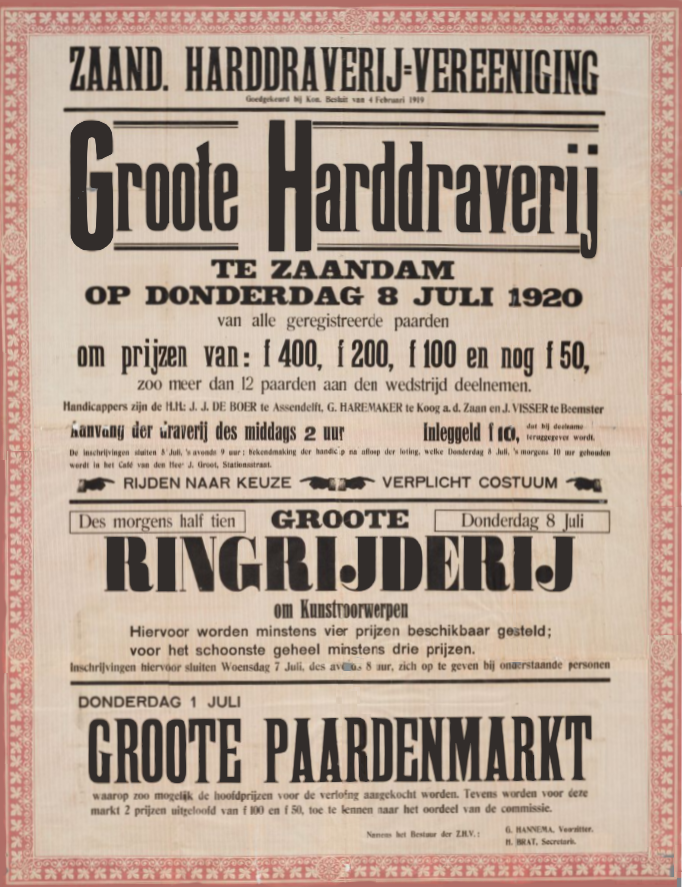 ZAAND. HARDDRAVERIJ=VEREENIGING
Goedgekeurd bij Kon. Besluit van 4 Februari 1919
Groote Harddraverij
TE ZAANDAM
OP DONDERDAG 8 JULI 1920
van alle geregistreerde paarden
om prijzen van: f 400, f 200, f 100 en nog f 50,
zoo meer dan 12 paarden aan den wedstrijd deelnemen.
Handicappers zijn de H.H: J. J. DE BOER te Assendelft, G. HAREMAKER te Koog a. d. Zaan en J. VISSER te Beemster
Aanvang der draverij des middags 2 uur Inleggeld f 10, dat bij deelname
teruggegeven wordt.
De inschrijvingen sluiten Juli, 's avonds 9 uur; bekendmaking der handicap na afloop der loting, welke Donderdag 8 Juli, 's morgens 10 uur gehouden
wordt in het Café van den Heer J. Groot, Stationsstraat.
RIJDEN NAAR KEUZE VERPLICHT COSTUUM
Des morgens half tien GROOTE Donderdag 8 Juli
RINGRIJDERIJ
om Kunstvoorwerpen
Hiervoor worden minstens vier prijzen beschikbaar gesteld;
voor het schoonste geheel minstens drie prijzen.
Inschrijvingen hiervoor sluiten Woensdag 7 Juli, des avonds 8 uur, zich op te geven bij onderstaande personen
DONDERDAG 1 JULI
GROOTE PAARDENMARKT
waarop zoo mogelijk de hoofdprijzen voor de verloting aangekocht worden. Tevens worden voor deze
markt 2 prijzen uitgeloofd van f 100 en f 50, toe te kennen naar het oordeel van de commissie.
Namens het Bestuur der Z.H.V.: G. HANNEMA, Voorzitter.
H. BRAT, Secretaris.